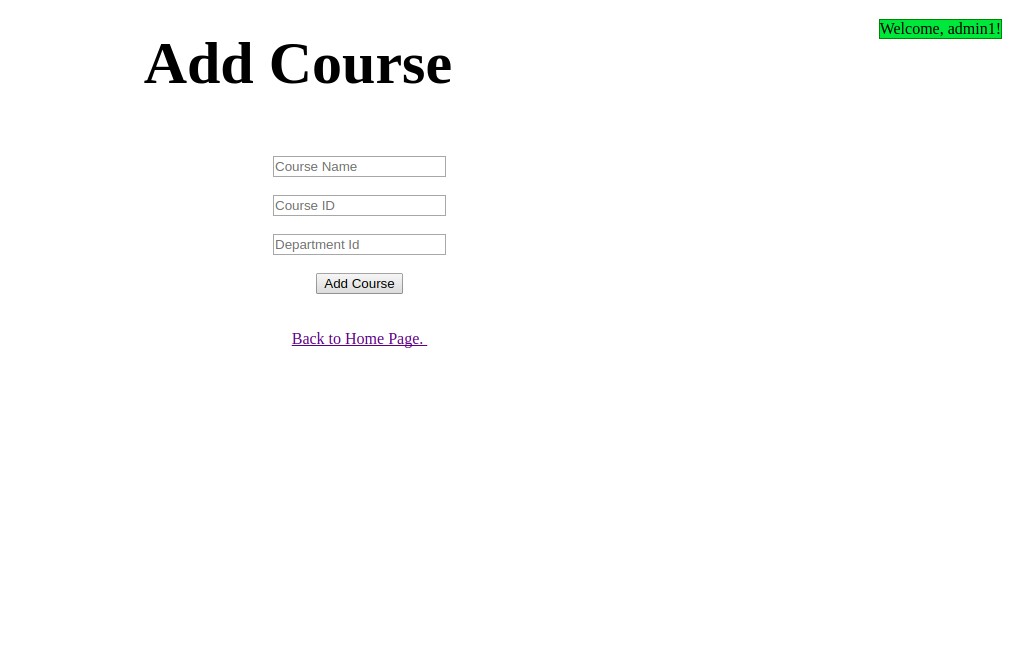 Welcome, admin1!
Add Course
Course Name
Course ID
Department Id
Add Course
Back to Home Page.